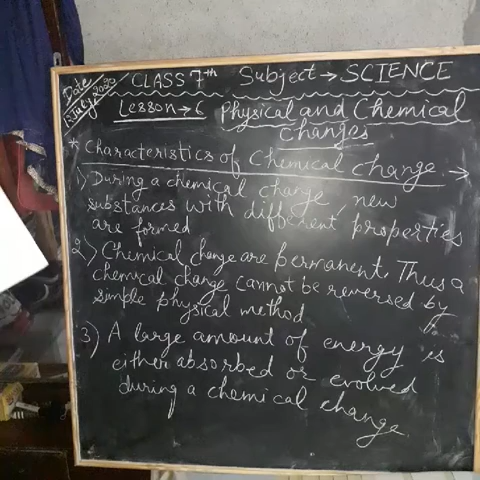 Date
July 2020
CLASS 7th Subject → SCIENCE
Lesson → 6 Physical and Chemical
Changes
* Characteristics of Chemical change →
1) During a chemical change, new
substances with different properties
are formed
2) Chemical change are permanent. Thus a
chemical change cannot be reversed by
simple physical method
3) A large amount of energy is
either absorbed or evolved
during a chemical change.